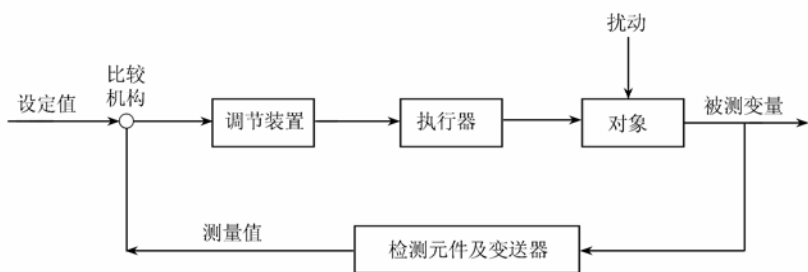 扰动
比较
机构
设定值
调节装置
执行器
对象
被测变量
测量值
检测元件及变送器